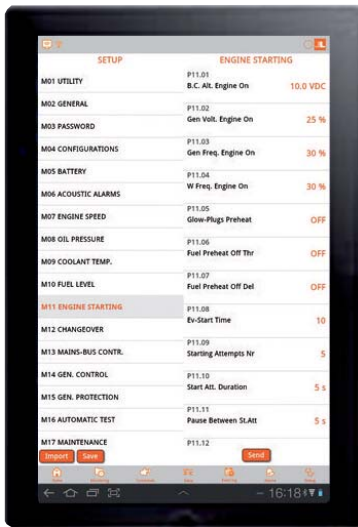 SETUP
ENGINE STARTING
M01 UTILITY
M02 GENERAL
M03 PASSWORD
M04 CONFIGURATIONS
M05 BATTERY
M06 ACOUSTIC ALARMS
M07 ENGINE SPEED
M08 OIL PRESSURE
M09 COOLANT TEMP.
M10 FUEL LEVEL
M11 ENGINE STARTING
M12 CHANGEOVER
M13 MAINS-BUS CONTR.
M14 GEN. CONTROL
M15 GEN. PROTECTION
M16 AUTOMATIC TEST
M17 MAINTENANCE
P11.01
B.C. Alt. Engine On 10.0 VDC
P11.02
Gen Volt. Engine On 25 %
P11.03
Gen Freq. Engine On 30 %
P11.04
W Freq. Engine On 30 %
P11.05
Glow-Plugs Preheat OFF
P11.06
Fuel Preheat Off Thr OFF
P11.07
Fuel Preheat Off Del OFF
P11.08
Ev-Start Time 10
P11.09
Starting Attempts Nr 5
P11.10
Start Att. Duration 5 s
P11.11
Pause Between St.Att 5 s
P11.12
Import Save Send
16:18